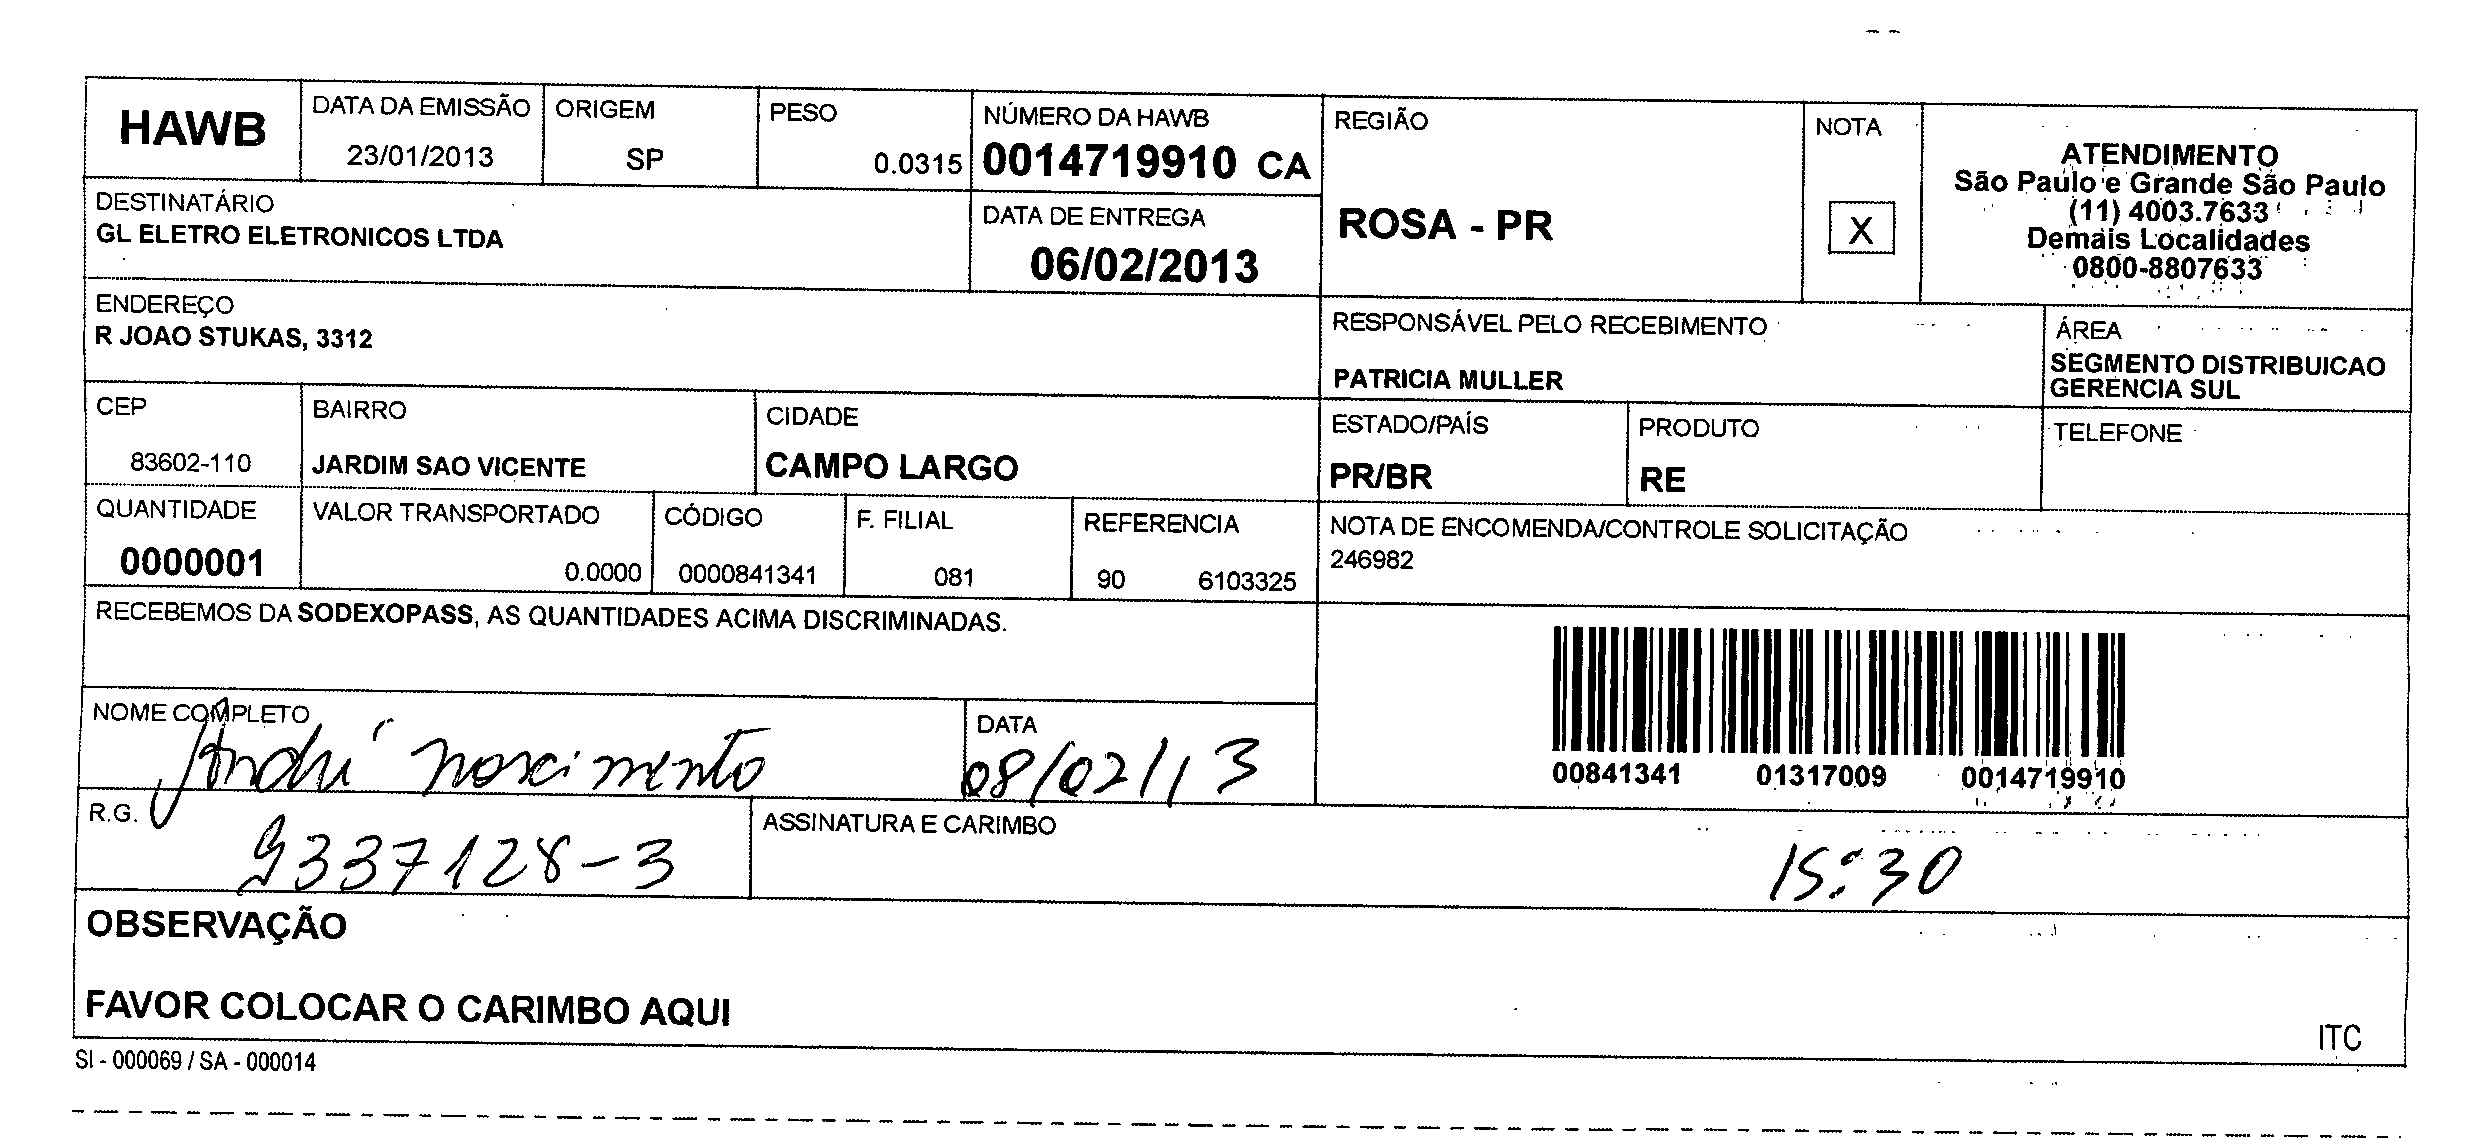 HAWB
DATA DA EMISSÃO
23/01/2013
ORIGEM
SP
PESO
0.0315
NÚMERO DA HAWB
0014719910 CA
REGIÃO
ROSA - PR
NOTA
X
ATENDIMENTO
São Paulo e Grande São Paulo
(11) 4003.7633
Demais Localidades
0800-8807633
DESTINATÁRIO
GL ELETRO ELETRONICOS LTDA
DATA DE ENTREGA
06/02/2013
ENDEREÇO
R JOAO STUKAS, 3312
RESPONSÁVEL PELO RECEBIMENTO
PATRICIA MULLER
ÁREA
SEGMENTO DISTRIBUICAO
GERENCIA SUL
CEP
83602-110
BAIRRO
JARDIM SAO VICENTE
CIDADE
CAMPO LARGO
ESTADO/PAÍS
PR/BR
PRODUTO
RE
TELEFONE
QUANTIDADE
0000001
VALOR TRANSPORTADO
0.0000
CÓDIGO
0000841341
F. FILIAL
081
REFERENCIA
90 6103325
NOTA DE ENCOMENDA/CONTROLE SOLICITAÇÃO
246982
RECEBEMOS DA SODEXOPASS, AS QUANTIDADES ACIMA DISCRIMINADAS.
00841341 01317009 0014719910
NOME COMPLETO
André nascimento
DATA
08/02/13
R.G.
9337128-3
ASSINATURA E CARIMBO
15:30
OBSERVAÇÃO
FAVOR COLOCAR O CARIMBO AQUI
ITC
SI - 000069 / SA - 000014